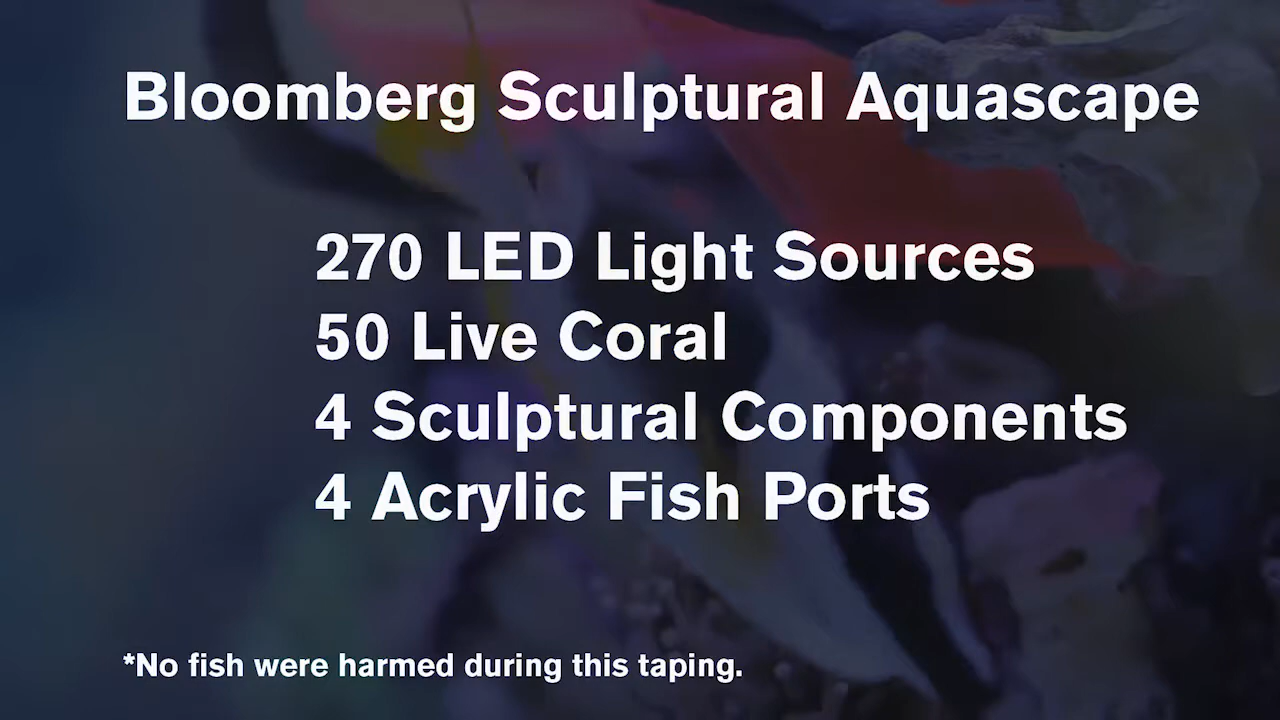 Bloomberg Sculptural Aquascape
270 LED Light Sources
50 Live Coral
4 Sculptural Components
4 Acrylic Fish Ports
*No fish were harmed during this taping.